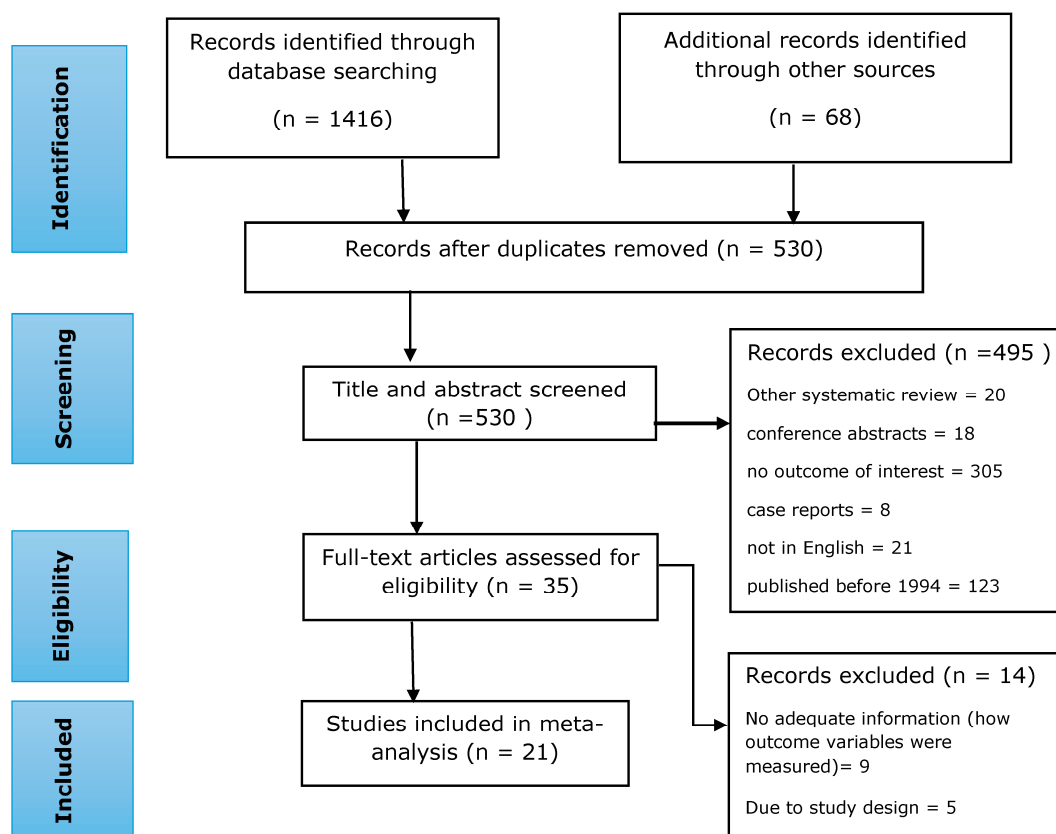 Identification
Records identified through
database searching
(n = 1416)
Additional records identified
through other sources
(n = 68)
Records after duplicates removed (n = 530)
Screening
Title and abstract screened
(n =530 )
Records excluded (n =495 )
Other systematic review = 20
conference abstracts = 18
no outcome of interest = 305
case reports = 8
not in English = 21
published before 1994 = 123
Eligibility
Full-text articles assessed for
eligibility (n = 35)
Records excluded (n = 14)
No adequate information (how
outcome variables were
measured)= 9
Due to study design = 5
Included
Studies included in meta-
analysis (n = 21)